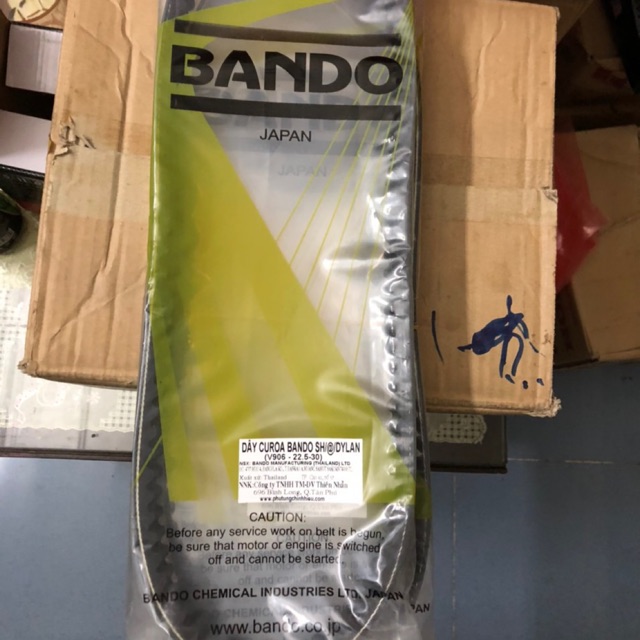 BANDO
JAPAN
DÂY CUROA BANDO SH/@/DYLAN
(V906 - 22.5-30)
NSX: BANDO MANUFACTURING (THAILAND) LTD
Xuất xứ: Thailand
NNK: Công ty TNHH TM-DV Thiên Nhẫn
696 Bình Long, Q.Tân Phú
CAUTION:
Before any service work on belt is begun,
be sure that motor or engine is switched
off and cannot be started.
BANDO CHEMICAL INDUSTRIES LTD. JAPAN
www.bando.co.jp